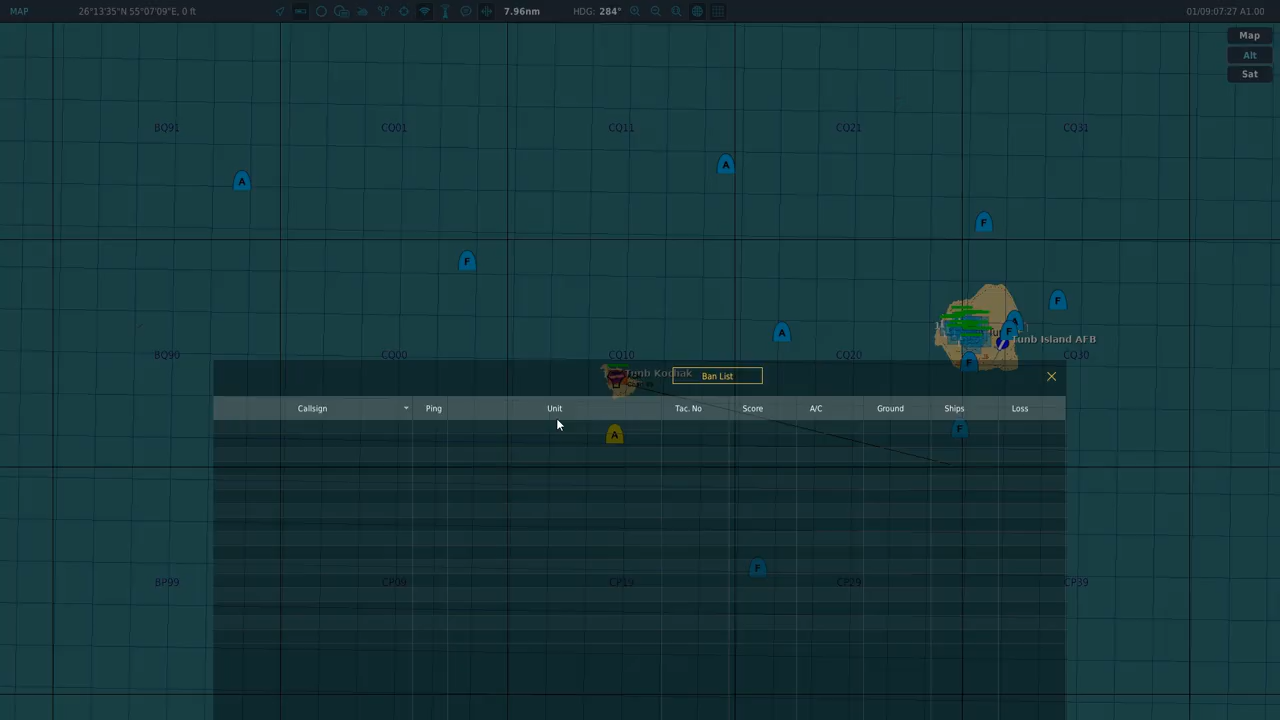 MAP
26°13'35"N 55°07'09"E, 0 ft
7.96nm
HDG: 284°
01/09:07:27 A1.00
Map
Alt
Sat
BQ91
CQ01
CQ11
CQ21
CQ31
A
A
F
F
F
A
F
F
Tunb Island AFB
BQ90
CQ00
CQ10
CQ20
CQ30
Tunb Kochak
Ban List
Callsign
Ping
Unit
Tac. No
Score
A/C
Ground
Ships
Loss
A
F
F
BP99
CP09
CP19
CP29
CP39